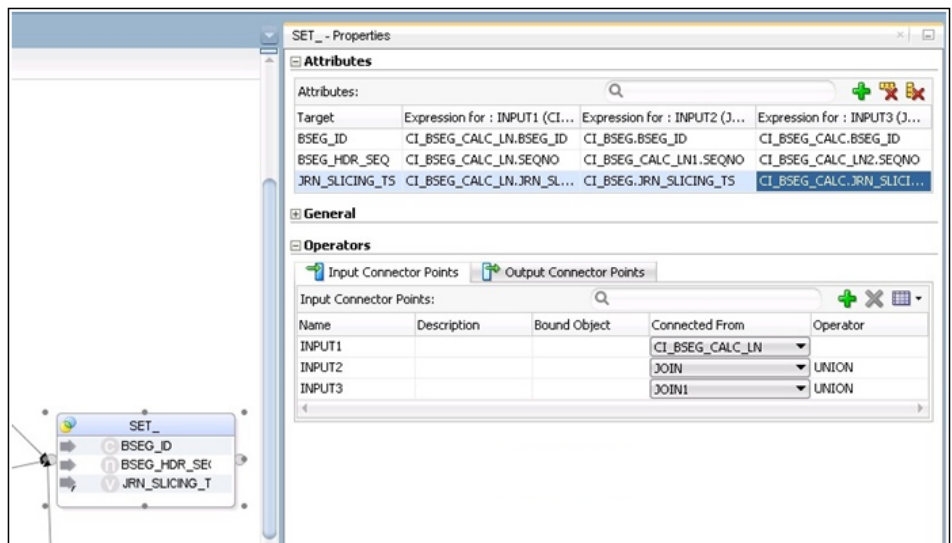 SET_ - Properties
Attributes
Attributes:
Target Expression for : INPUT1 (CI... Expression for : INPUT2 (J... Expression for : INPUT3 (J...
BSEG_ID CI_BSEG_CALC_LN.BSEG_ID CI_BSEG.BSEG_ID CI_BSEG_CALC.BSEG_ID
BSEG_HDR_SEQ CI_BSEG_CALC_LN.SEQNO CI_BSEG_CALC_LN1.SEQNO CI_BSEG_CALC_LN2.SEQNO
JRN_SLICING_TS CI_BSEG_CALC_LN.JRN_SL... CI_BSEG.JRN_SLICING_TS CI_BSEG_CALC.JRN_SLICI...
General
Operators
Input Connector Points Output Connector Points
Input Connector Points:
Name Description Bound Object Connected From Operator
INPUT1 CI_BSEG_CALC_LN
INPUT2 JOIN UNION
INPUT3 JOIN1 UNION
SET_
C BSEG_ID
n BSEG_HDR_SE(
V JRN_SLICING_T